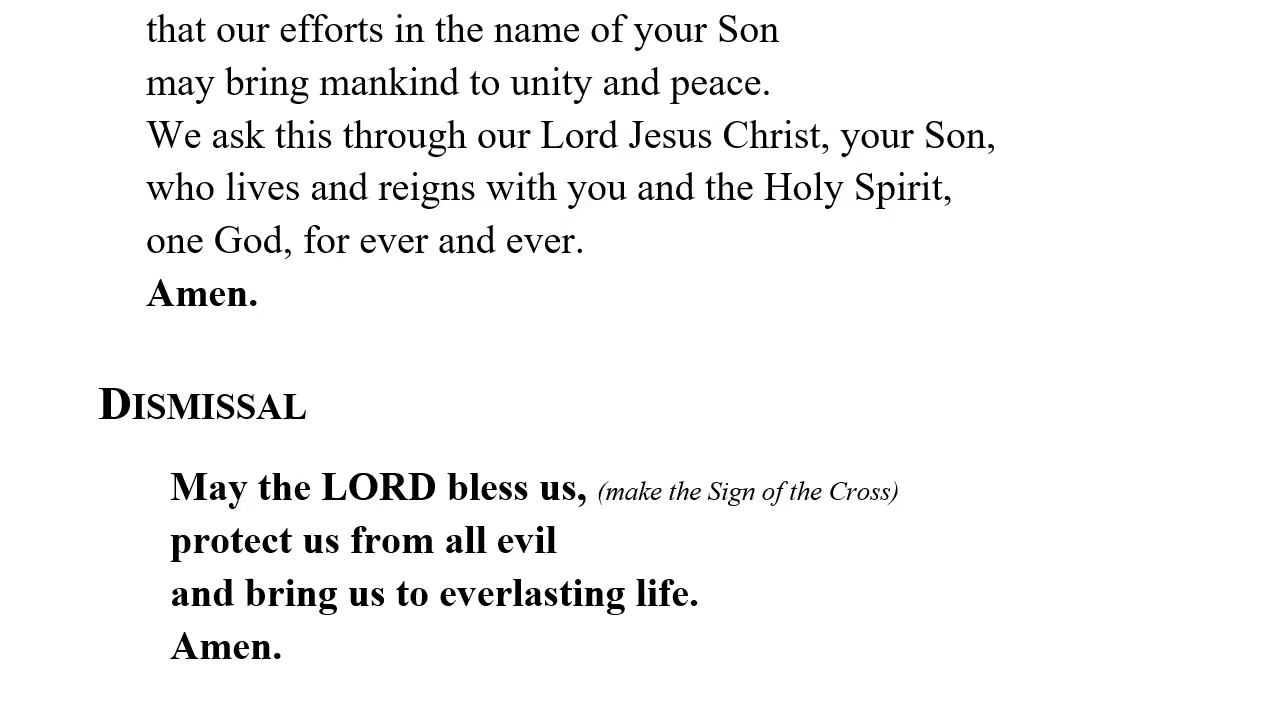 that our efforts in the name of your Son
may bring mankind to unity and peace.
We ask this through our Lord Jesus Christ, your Son,
who lives and reigns with you and the Holy Spirit,
one God, for ever and ever.
Amen.
DISMISSAL
May the LORD bless us, (make the Sign of the Cross)
protect us from all evil
and bring us to everlasting life.
Amen.